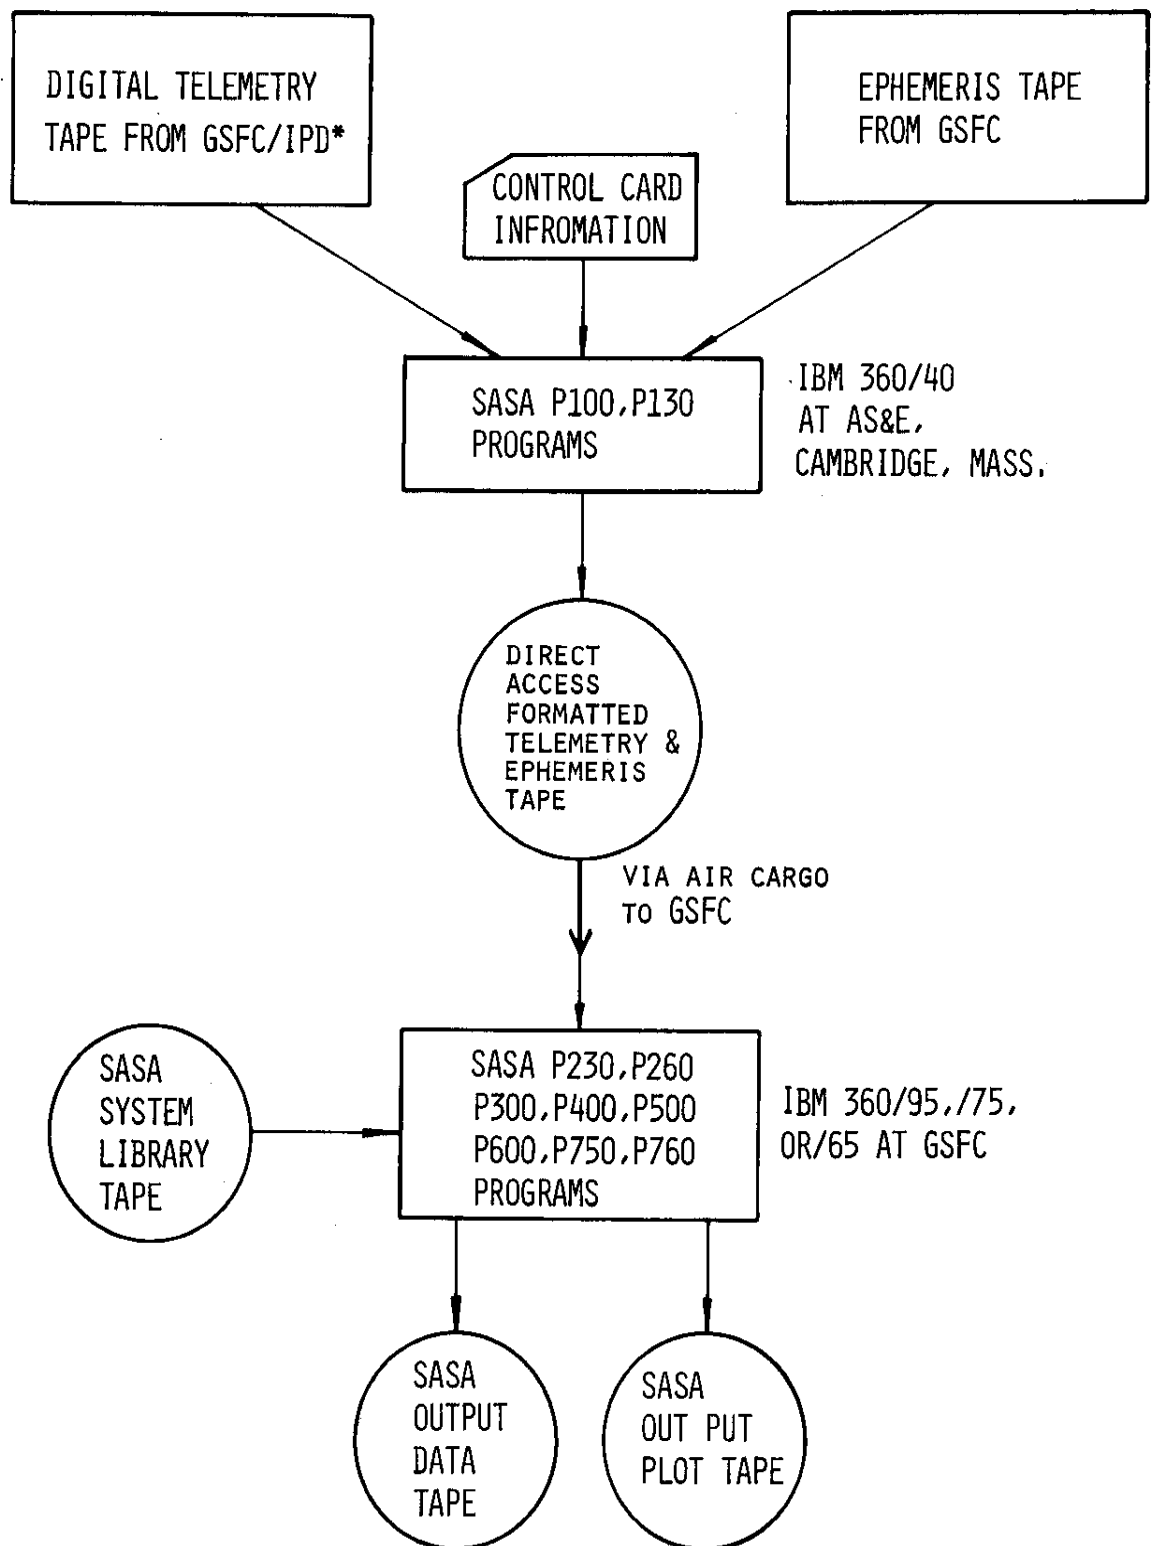 DIGITAL TELEMETRY
TAPE FROM GSFC/IPD*
EPHEMERIS TAPE
FROM GSFC
CONTROL CARD
INFROMATION
SASA P100,P130
PROGRAMS
IBM 360/40
AT AS&E,
CAMBRIDGE, MASS.
DIRECT
ACCESS
FORMATTED
TELEMETRY &
EPHEMERIS
TAPE
VIA AIR CARGO
TO GSFC
SASA
SYSTEM
LIBRARY
TAPE
SASA P230,P260
P300,P400,P500
P600,P750,P760
PROGRAMS
IBM 360/95,/75,
OR/65 AT GSFC
SASA
OUTPUT
DATA
TAPE
SASA
OUT PUT
PLOT TAPE